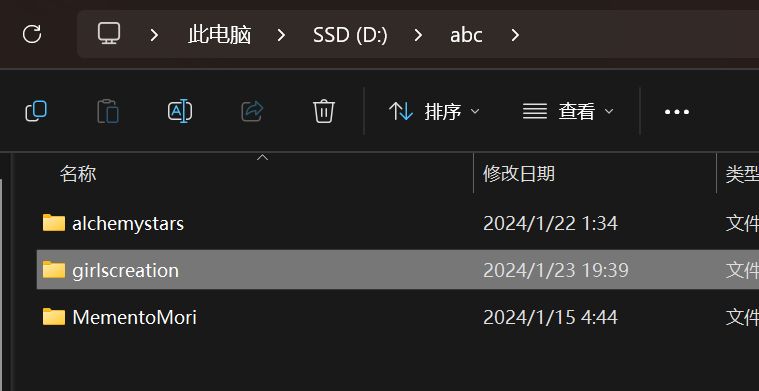 此电脑 SSD (D:) abc
排序 查看
名称 修改日期 类型
alchemystars 2024/1/22 1:34 文件
girlscreation 2024/1/23 19:39 文件
MementoMori 2024/1/15 4:44 文件